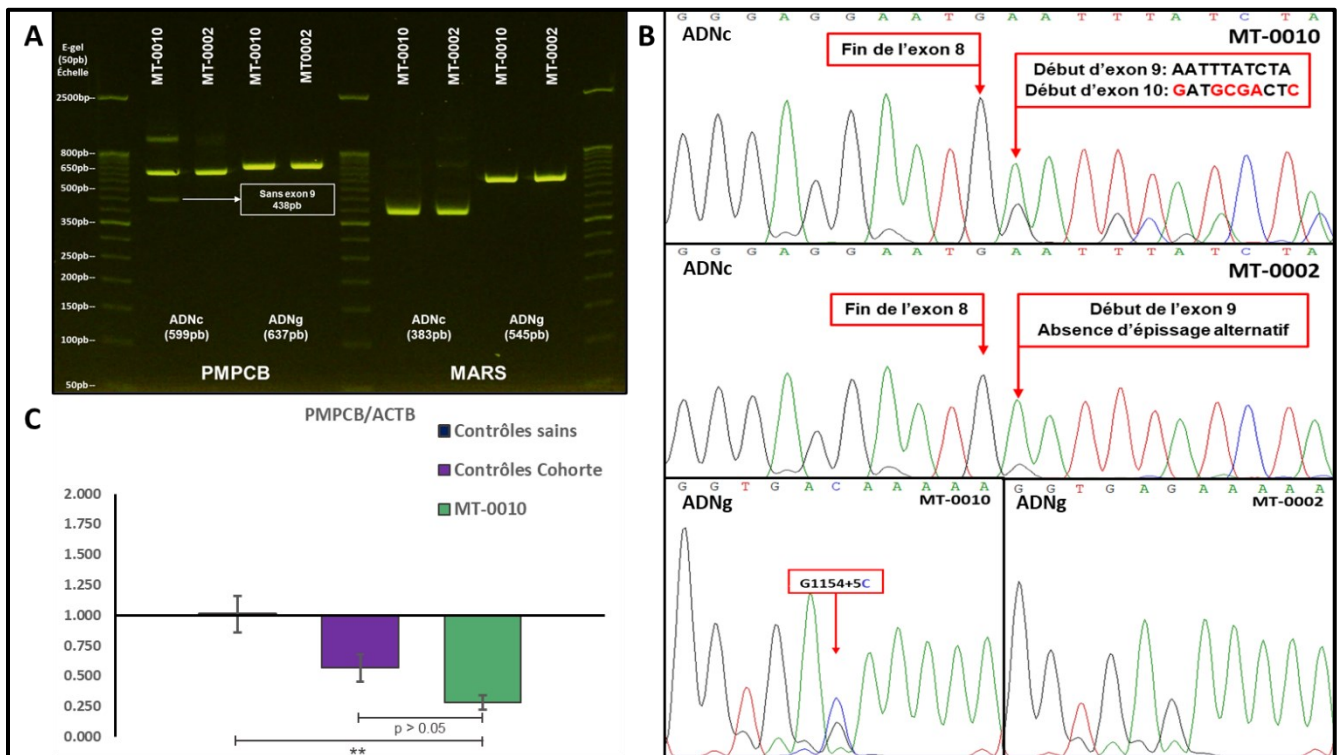 A
E-gel
(50pb)
Échelle
MT-0010
MT-0002
MT-0010
MT0002
MT-0010
MT-0002
MT-0010
MT-0002
2500bp--
800pb--
650pb--
500pb--
350pb--
250pb--
200pb--
150pb--
100pb--
50pb--
Sans exon 9
438pb
ADNc
(599pb)
ADNg
(637pb)
ADNc
(383pb)
ADNg
(545pb)
PMPCB
MARS
B
G G G A G G A A T G A A T T T A T C T A
ADNc
MT-0010
Fin de l’exon 8
Début d’exon 9: AATTTATCTA
Début d’exon 10: GATGCGACTC
G G G A G G A A T G A A T T T A T C T A
ADNc
MT-0002
Fin de l’exon 8
Début de l’exon 9
Absence d’épissage alternatif
G G T G A C A A A A A
ADNg
MT-0010
G1154+5C
G G T G A G A A A A A
ADNg
MT-0002
C
PMPCB/ACTB
Contrôles sains
Contrôles Cohorte
MT-0010
2.000
1.750
1.500
1.250
1.000
0.750
0.500
0.250
0.000
p > 0.05
**